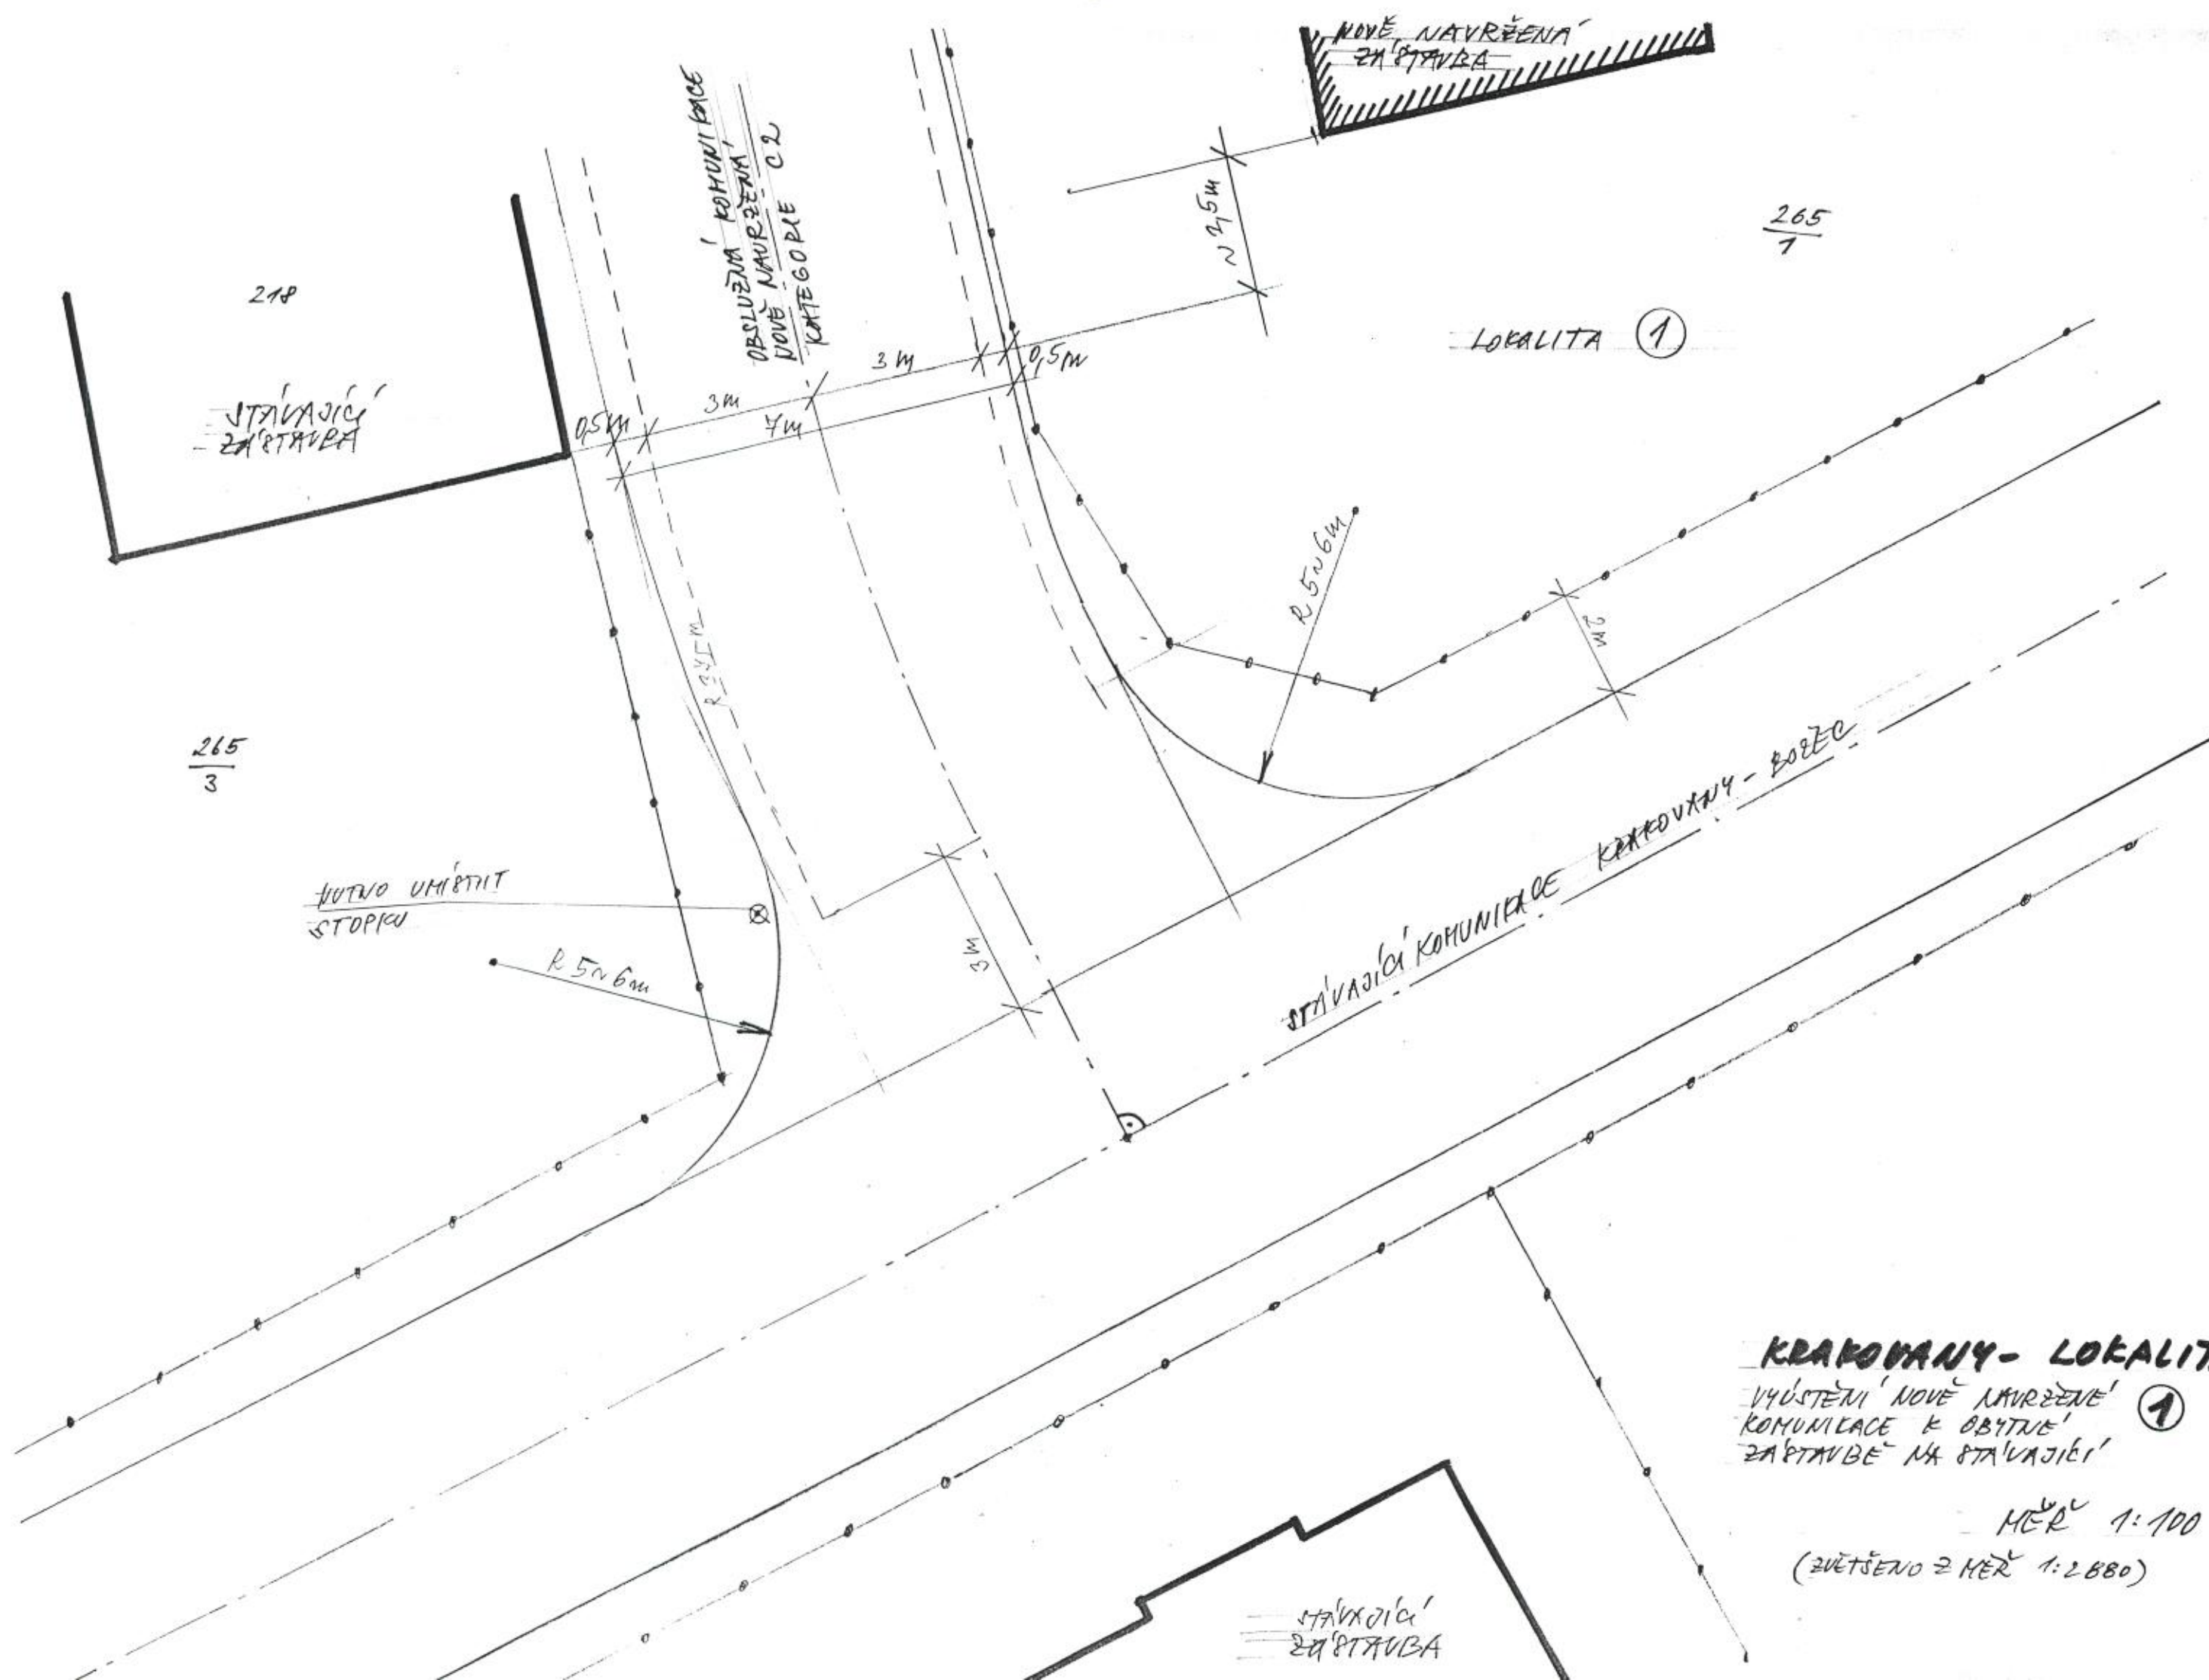 NOVĚ NAVRŽENÁ
ZÁSTAVBA
OBSLUŽNÁ KOMUNIKACE
NOVĚ NAVRŽENÁ
KATEGORIE C2
~ 2,5m
265
1
218
LOKALITA 1
3m
0,5m
3m
0,5m
7m
STÁVAJÍCÍ
ZÁSTAVBA
R 5~6m
2m
265
3
NUTNO UMÍSTIT
STOPKU
R 5~6m
3m
STÁVAJÍCÍ KOMUNIKACE KRAKOVANY - BOŽEC
KRAKOVANY - LOKALIT
VYÚSTĚNÍ NOVĚ NAVRŽENÉ
KOMUNIKACE K OBYTNÉ
ZÁSTAVBĚ NA STÁVAJÍCÍ
1
MĚŘ 1:100
(ZVĚTŠENO Z MĚŘ 1:2880)
STÁVAJÍCÍ
ZÁSTAVBA